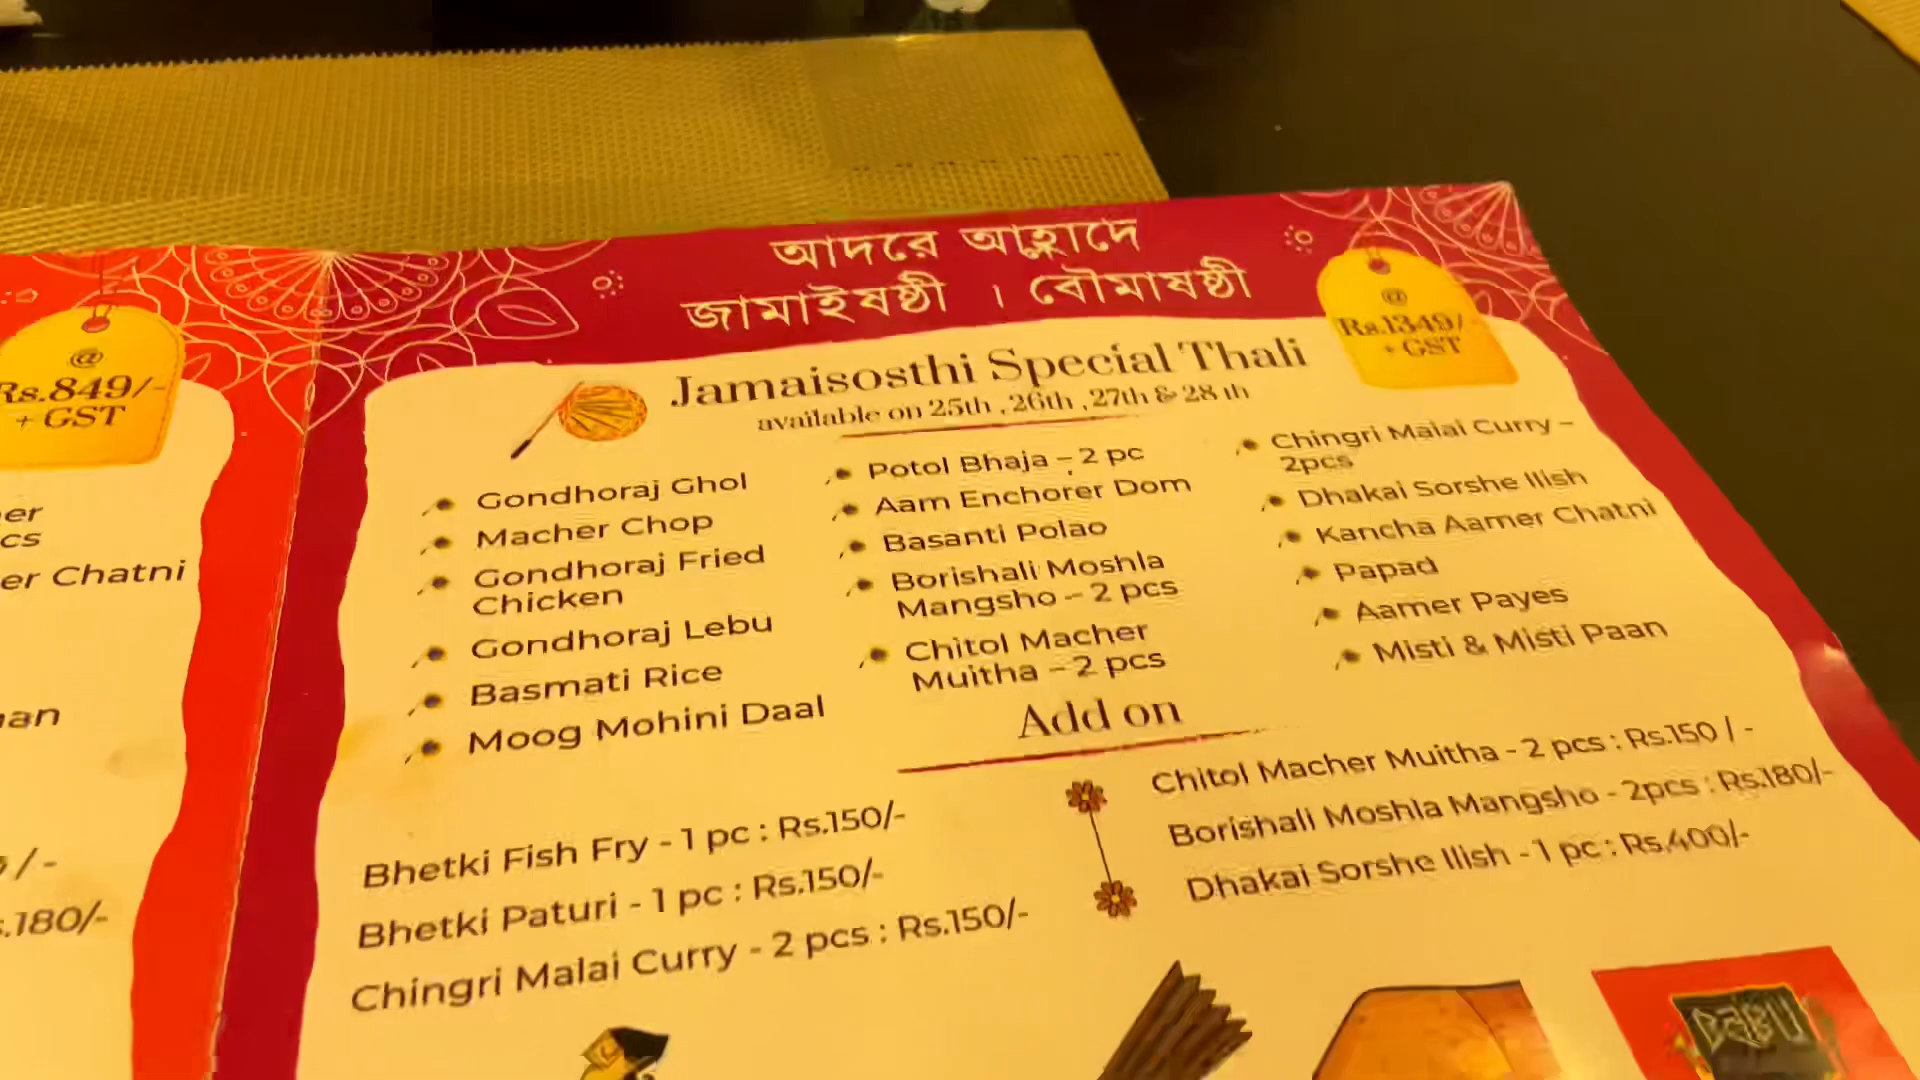 @
Rs.849/-
+ GST
er
cs
er Chatni
an
/-
.180/-
আদরে আহ্লাদে
জামাইষষ্ঠী । বৌমাষষ্ঠী
@
Rs.1349/-
+ GST
Jamaisosthi Special Thali
available on 25th , 26th , 27th & 28 th
Gondhoraj Ghol
Macher Chop
Gondhoraj Fried
Chicken
Gondhoraj Lebu
Basmati Rice
Moog Mohini Daal
Potol Bhaja – 2 pc
Aam Enchorer Dom
Basanti Polao
Borishali Moshla
Mangsho – 2 pcs
Chitol Macher
Muitha – 2 pcs
Chingri Malai Curry –
2pcs
Dhakai Sorshe Ilish
Kancha Aamer Chatni
Papad
Aamer Payes
Misti & Misti Paan
Add on
Bhetki Fish Fry - 1 pc : Rs.150/-
Bhetki Paturi - 1 pc : Rs.150/-
Chingri Malai Curry - 2 pcs : Rs.150/-
Chitol Macher Muitha - 2 pcs : Rs.150 / -
Borishali Moshla Mangsho - 2pcs : Rs.180/-
Dhakai Sorshe Ilish - 1 pc : Rs.400/-